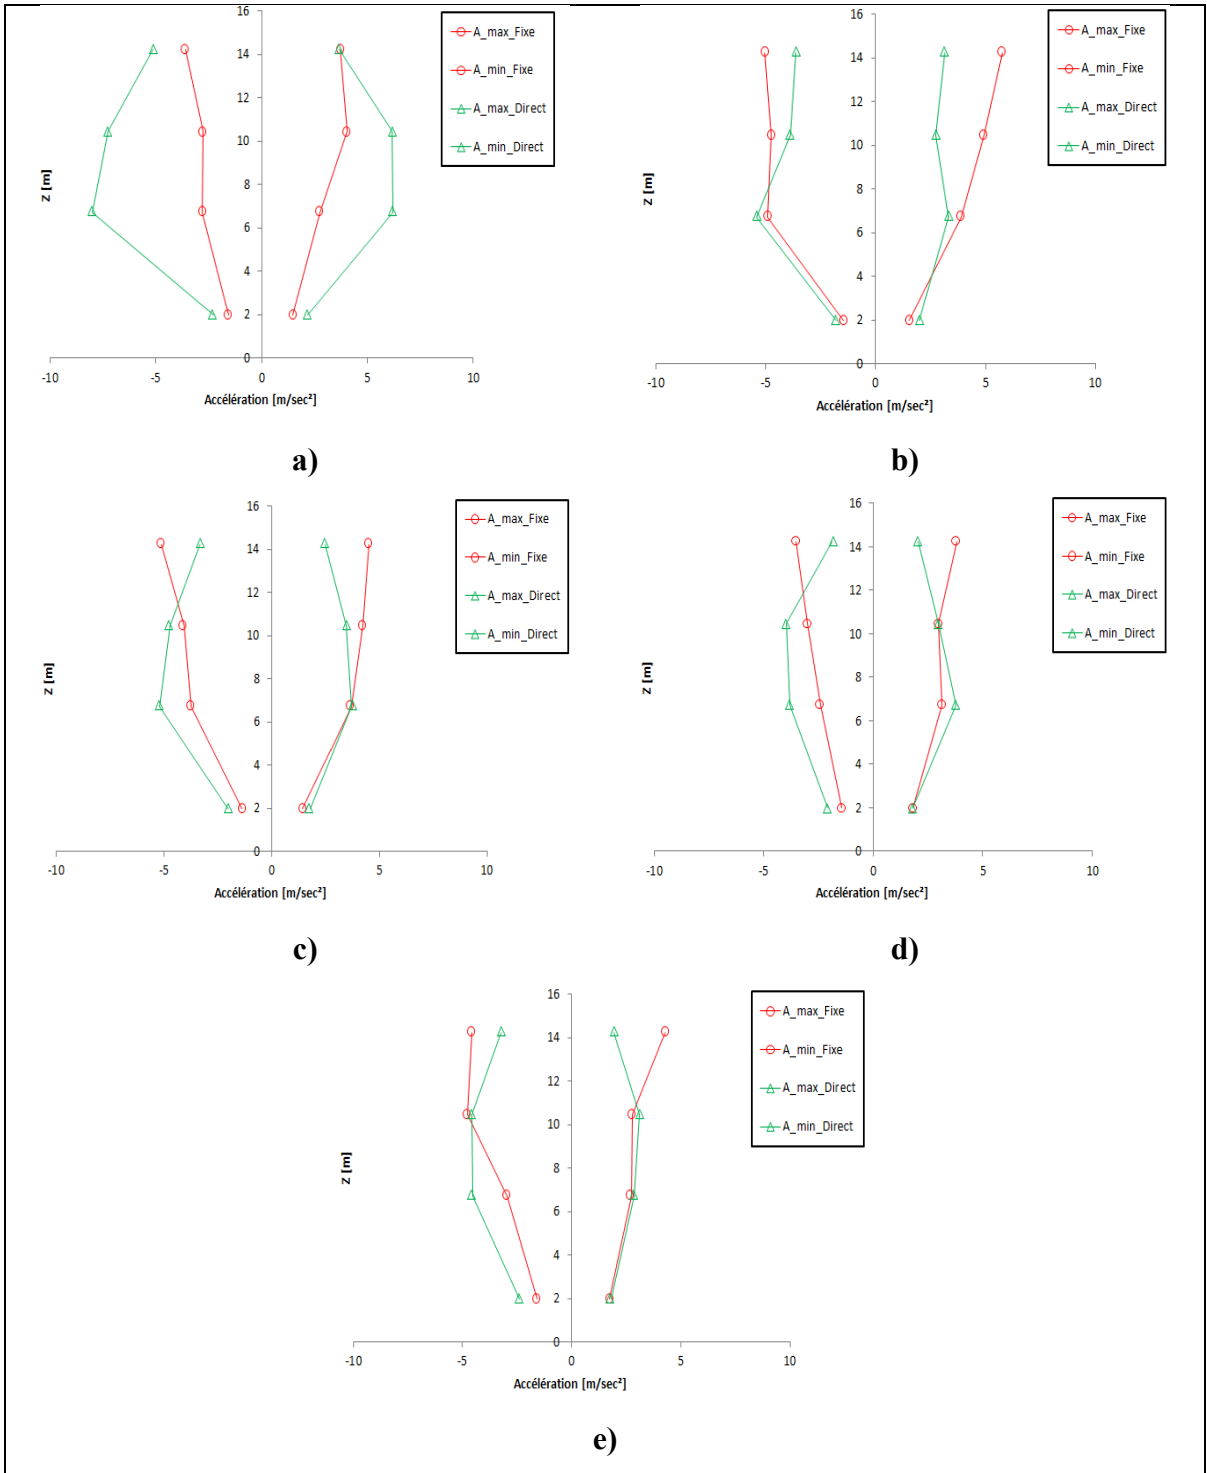 16
14
12
10
8
6
4
2
0
Z [m]
-10 -5 0 5 10
Accélération [m/sec²]
A_max_Fixe
A_min_Fixe
A_max_Direct
A_min_Direct
a)
16
14
12
10
8
6
4
2
0
Z [m]
-10 -5 0 5 10
Accélération [m/sec²]
A_max_Fixe
A_min_Fixe
A_max_Direct
A_min_Direct
b)
16
14
12
10
8
6
4
2
0
Z [m]
-10 -5 0 5 10
Accélération [m/sec²]
A_max_Fixe
A_min_Fixe
A_max_Direct
A_min_Direct
c)
16
14
12
10
8
6
4
2
0
Z [m]
-10 -5 0 5 10
Accélération [m/sec²]
A_max_Fixe
A_min_Fixe
A_max_Direct
A_min_Direct
d)
16
14
12
10
8
6
4
2
0
Z [m]
-10 -5 0 5 10
Accélération [m/sec²]
A_max_Fixe
A_min_Fixe
A_max_Direct
A_min_Direct
e)